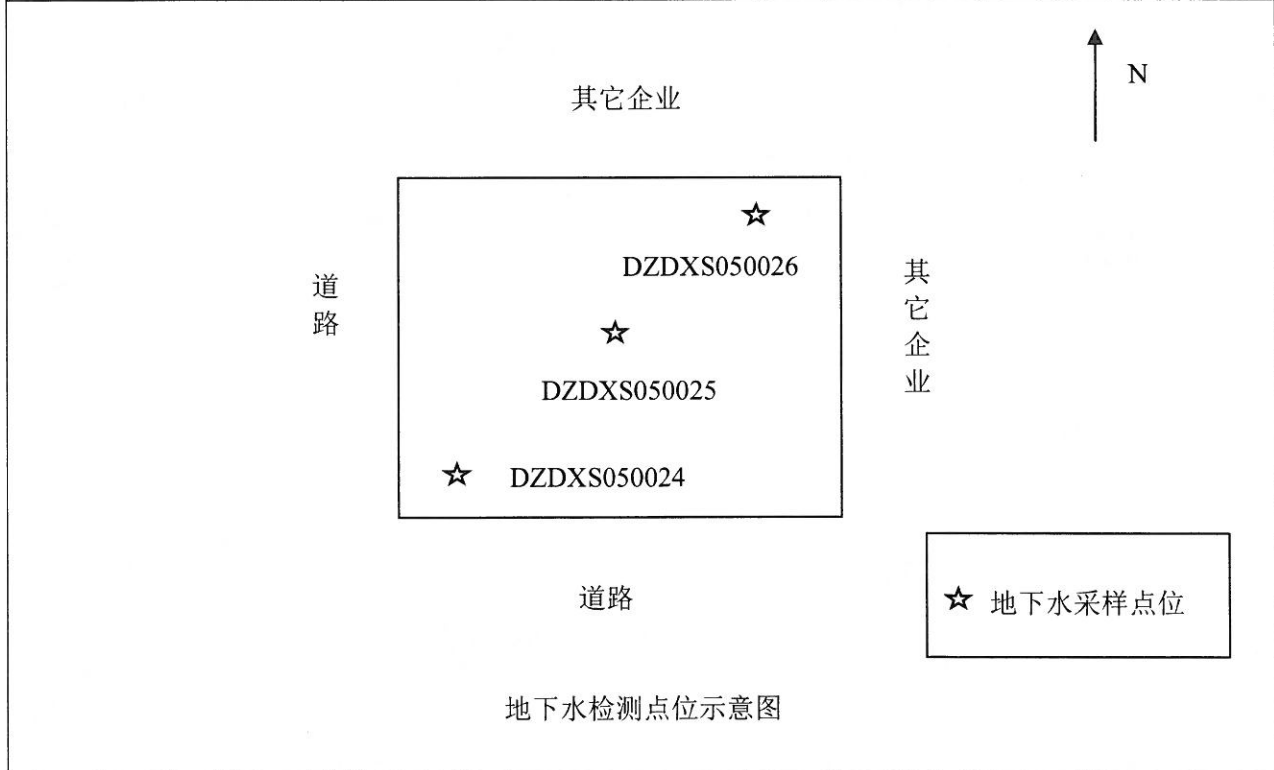 其它企业
N
DZDXS050026
道路
其它企业
DZDXS050025
DZDXS050024
道路
地下水采样点位
地下水检测点位示意图